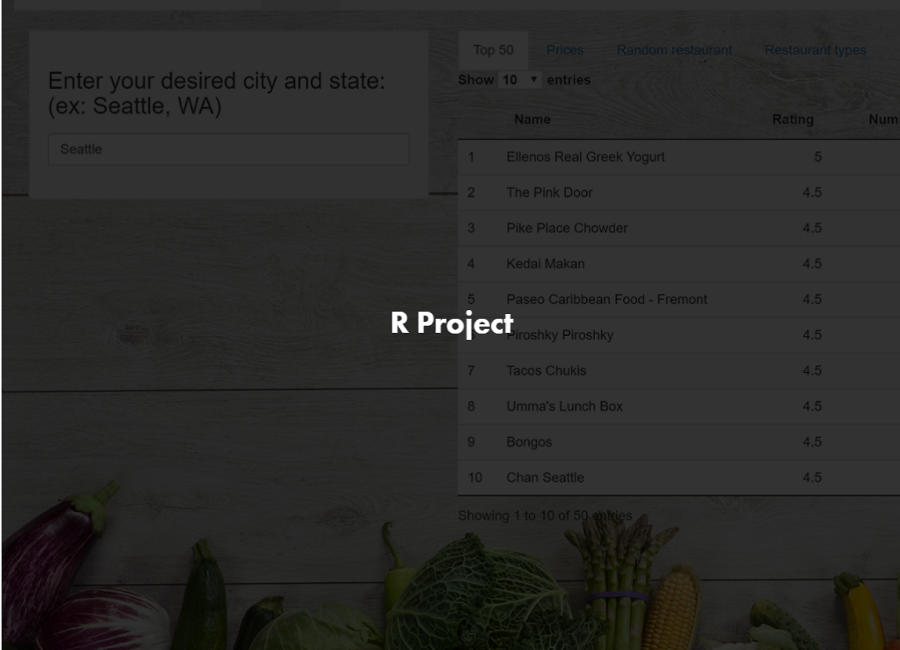 Enter your desired city and state:
(ex: Seattle, WA)
Seattle
Top 50 Prices Random restaurant Restaurant types
Show 10 entries
Name Rating Num
1 Ellenos Real Greek Yogurt 5
2 The Pink Door 4.5
3 Pike Place Chowder 4.5
4 Kedai Makan 4.5
5 Paseo Caribbean Food - Fremont 4.5
R Project
Piroshky Piroshky 4.5
7 Tacos Chukis 4.5
8 Umma's Lunch Box 4.5
9 Bongos 4.5
10 Chan Seattle 4.5
Showing 1 to 10 of 50 entries